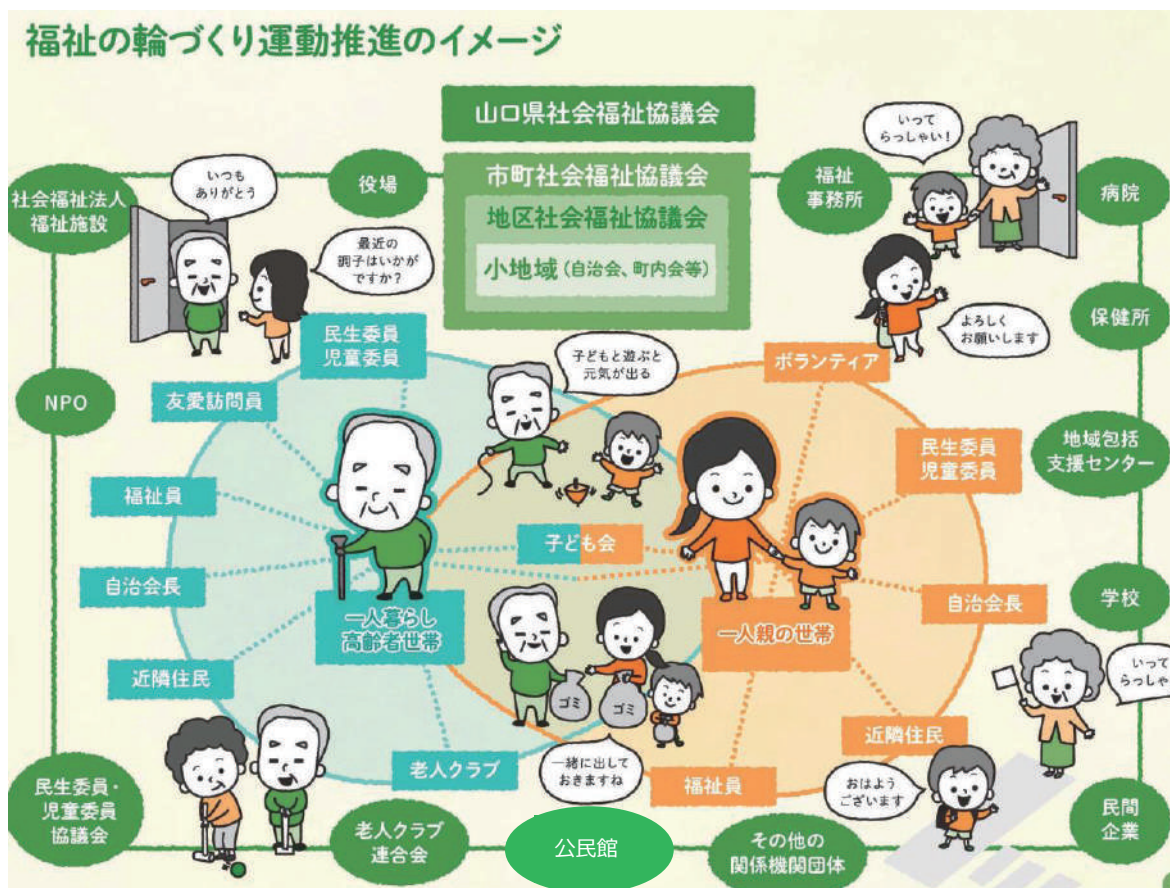 福祉の輪づくり運動推進のイメージ
山口県社会福祉協議会
市町社会福祉協議会
地区社会福祉協議会
小地域（自治会、町内会等）
社会福祉法人
福祉施設
いつも
ありがとう
最近の
調子はいかが
ですか？
役場
福祉
事務所
いって
らっしゃい！
よろしく
お願いします
病院
保健所
NPO
民生委員
児童委員
友愛訪問員
福祉員
自治会長
近隣住民
老人クラブ
一人暮らし
高齢者世帯
子どもと遊ぶと
元気が出る
子ども会
ゴミ
ゴミ
一緒に出して
おきますね
ボランティア
民生委員
児童委員
自治会長
近隣住民
福祉員
一人親の世帯
地域包括
支援センター
学校
いって
らっしゃ
おはよう
ございます
民生委員・
児童委員
協議会
老人クラブ
連合会
公民館
その他の
関係機関団体
民間
企業